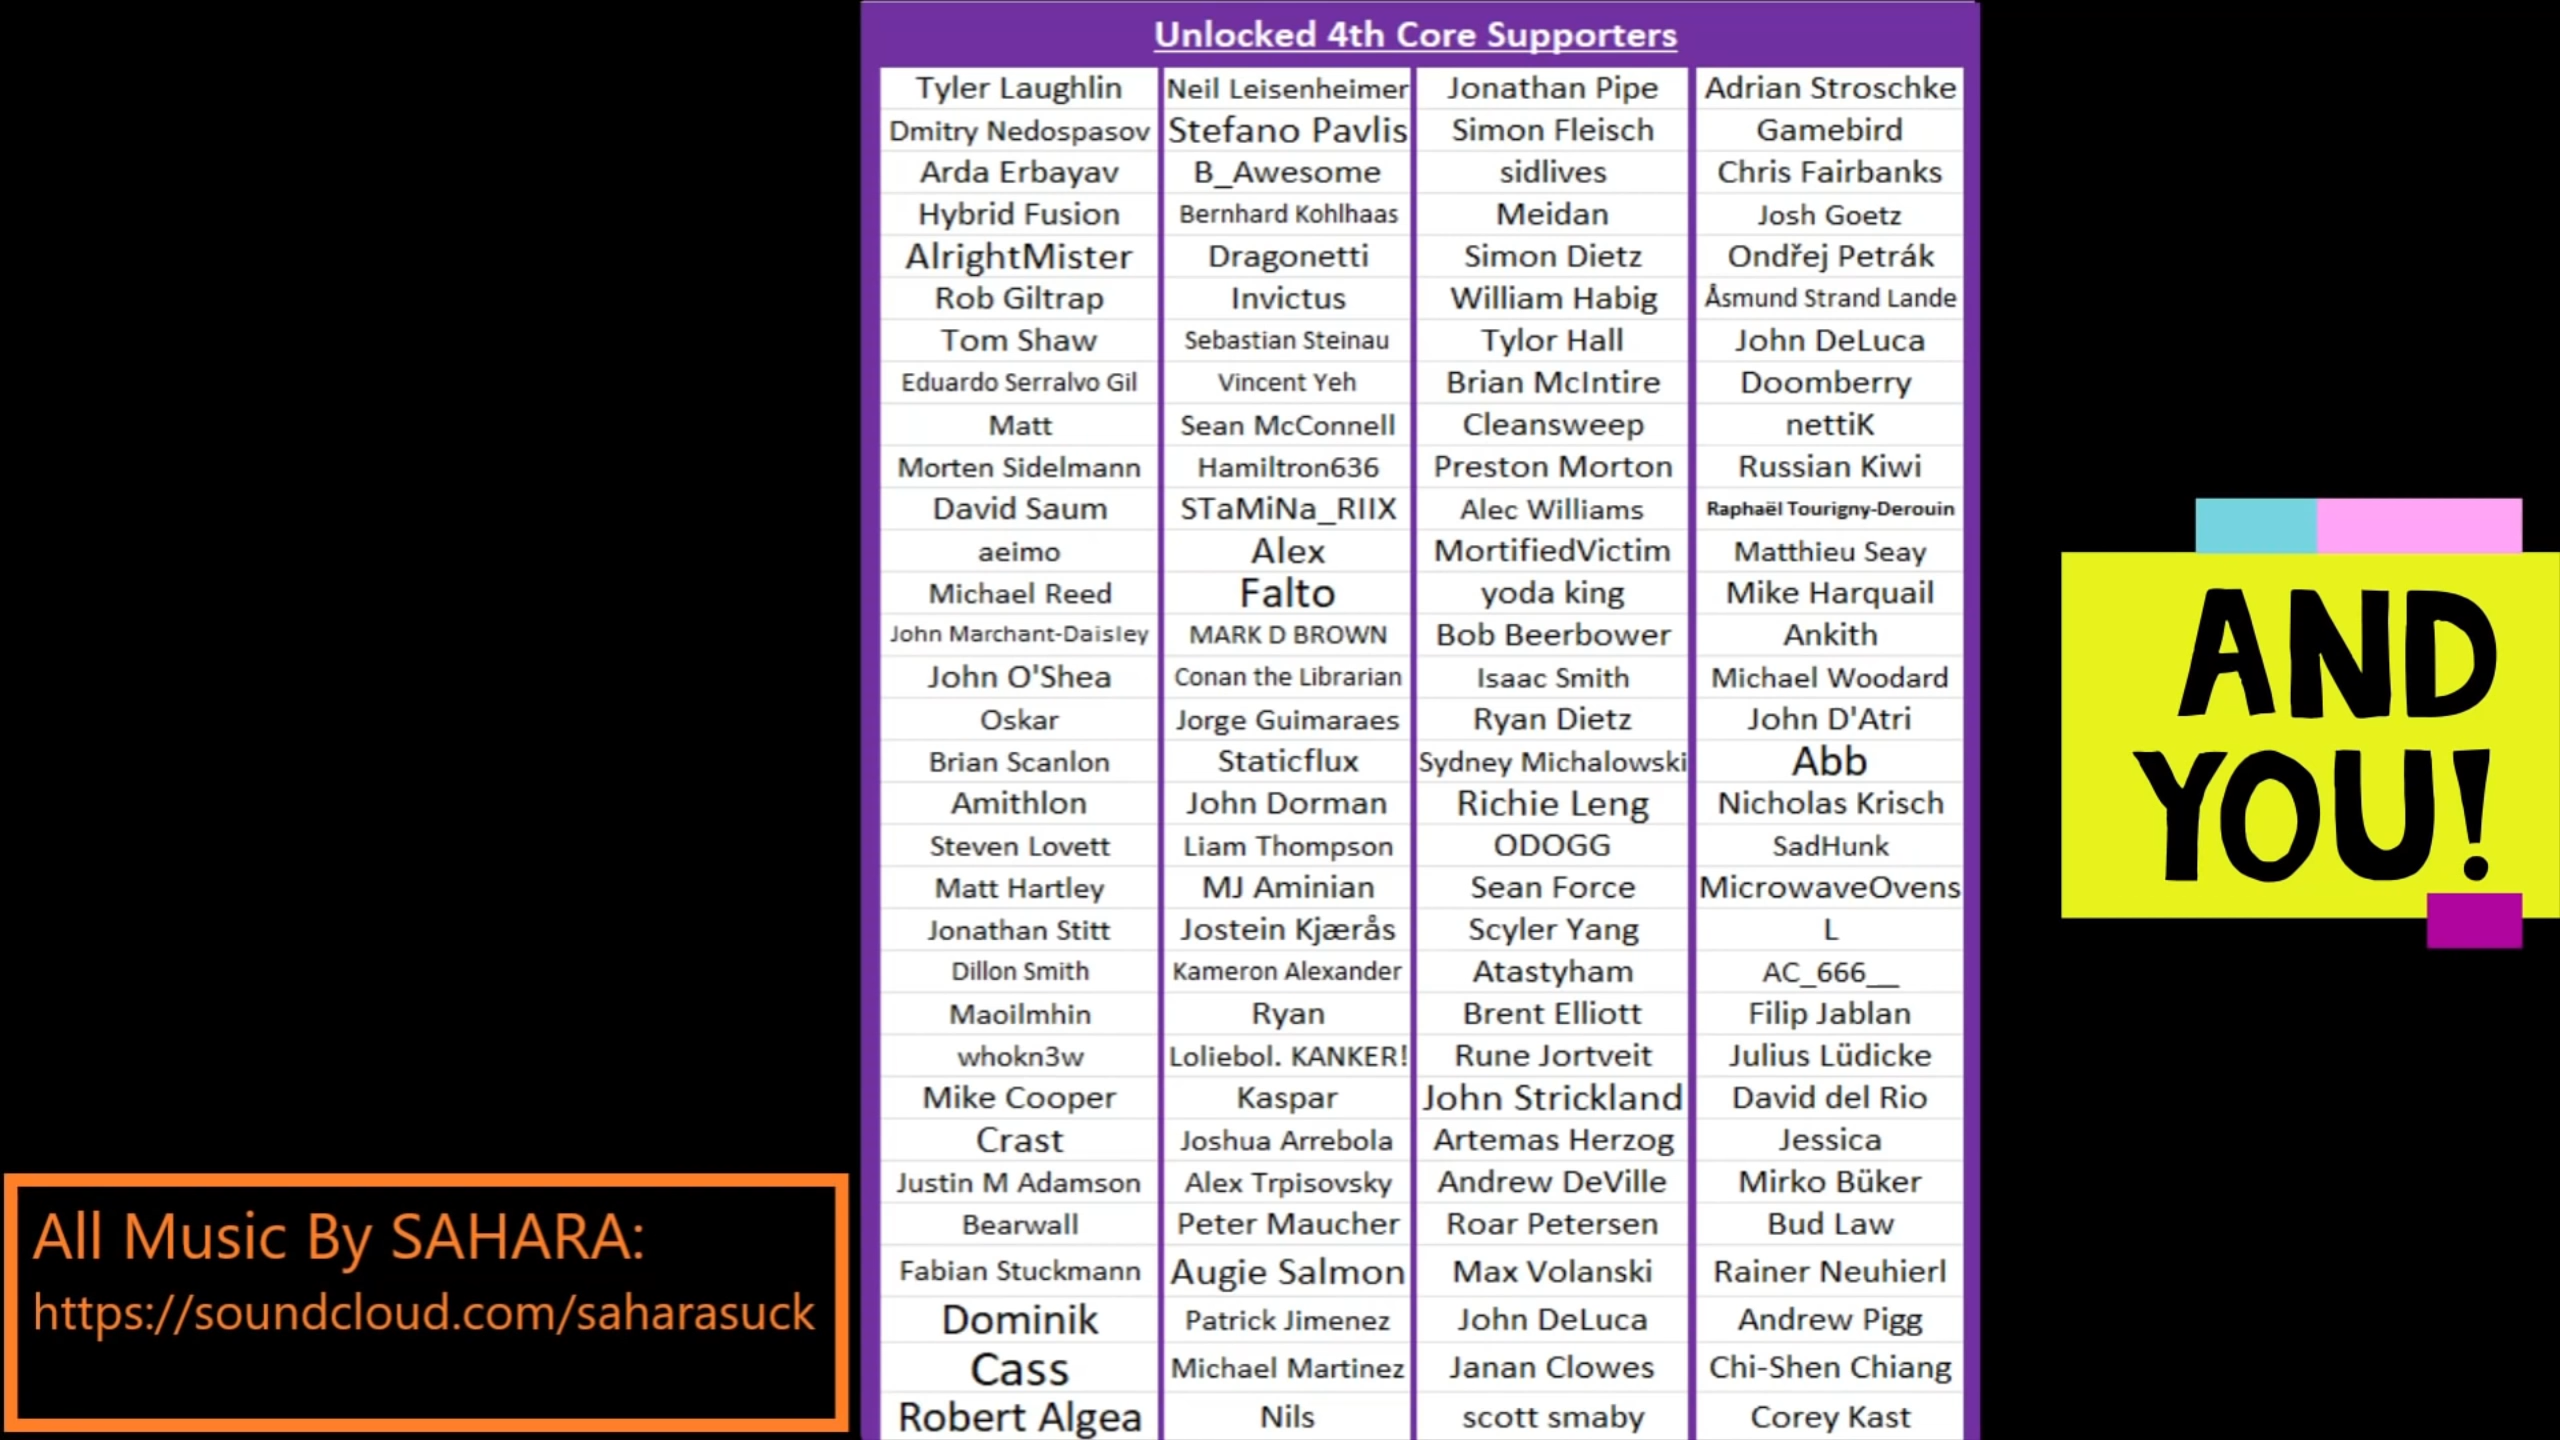 Unlocked 4th Core Supporters
Tyler Laughlin Neil Leisenheimer Jonathan Pipe Adrian Stroschke
Dmitry Nedospasov Stefano Pavlis Simon Fleisch Gamebird
Arda Erbayav B_Awesome sidlives Chris Fairbanks
Hybrid Fusion Bernhard Kohlhaas Meidan Josh Goetz
AlrightMister Dragonetti Simon Dietz Ondřej Petrák
Rob Giltrap Invictus William Habig Åsmund Strand Lande
Tom Shaw Sebastian Steinau Tylor Hall John DeLuca
Eduardo Serralvo Gil Vincent Yeh Brian McIntire Doomberry
Matt Sean McConnell Cleansweep nettiK
Morten Sidelmann Hamiltron636 Preston Morton Russian Kiwi
David Saum STaMiNa_RIIX Alec Williams Raphaël Tourigny-Derouin
aeimo Alex MortifiedVictim Matthieu Seay
Michael Reed Falto yoda king Mike Harquail
John Marchant-Daisley MARK D BROWN Bob Beerbower Ankith
John O'Shea Conan the Librarian Isaac Smith Michael Woodard
Oskar Jorge Guimaraes Ryan Dietz John D'Atri
Brian Scanlon Staticflux Sydney Michalowski Abb
Amithlon John Dorman Richie Leng Nicholas Krisch
Steven Lovett Liam Thompson ODOGG SadHunk
Matt Hartley MJ Aminian Sean Force MicrowaveOvens
Jonathan Stitt Jostein Kjærås Scyler Yang L
Dillon Smith Kameron Alexander Atastyham AC_666__
Maoilmhin Ryan Brent Elliott Filip Jablan
whokn3w Loliebol. KANKER! Rune Jortveit Julius Lüdicke
Mike Cooper Kaspar John Strickland David del Rio
Crast Joshua Arrebola Artemas Herzog Jessica
Justin M Adamson Alex Trpisovsky Andrew DeVille Mirko Büker
Bearwall Peter Maucher Roar Petersen Bud Law
Fabian Stuckmann Augie Salmon Max Volanski Rainer Neuhierl
Dominik Patrick Jimenez John DeLuca Andrew Pigg
Cass Michael Martinez Janan Clowes Chi-Shen Chiang
Robert Algea Nils scott smaby Corey Kast
AND
YOU!
All Music By SAHARA:
https://soundcloud.com/saharasuck